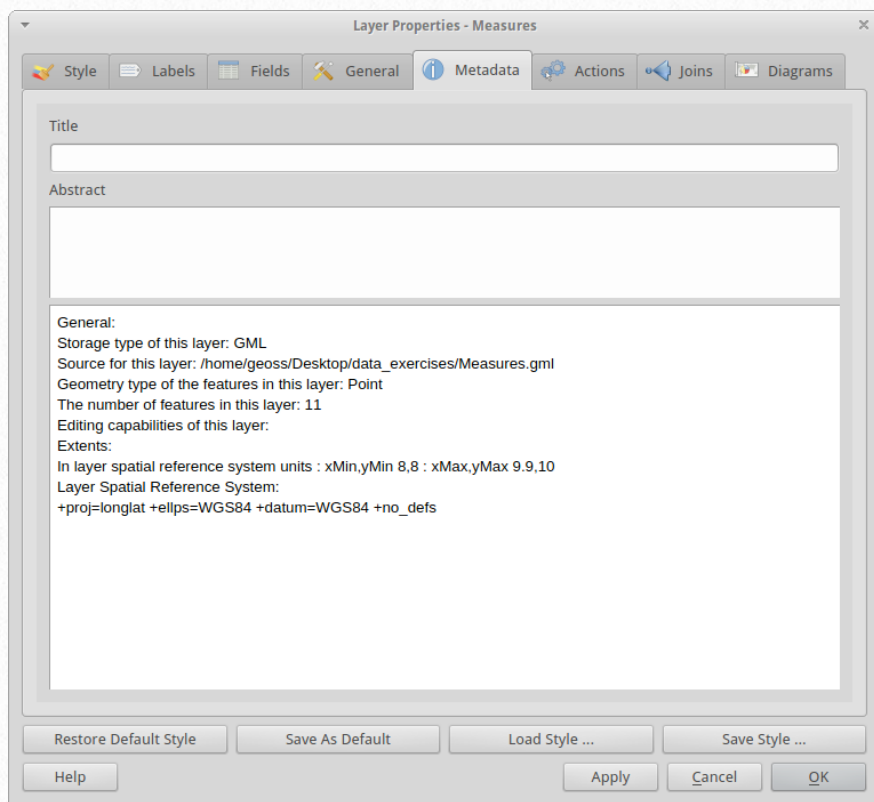 Layer Properties - Measures
Style Labels Fields General Metadata Actions Joins Diagrams
Title
Abstract
General:
Storage type of this layer: GML
Source for this layer: /home/geoss/Desktop/data_exercises/Measures.gml
Geometry type of the features in this layer: Point
The number of features in this layer: 11
Editing capabilities of this layer:
Extents:
In layer spatial reference system units : xMin,yMin 8,8 : xMax,yMax 9.9,10
Layer Spatial Reference System:
+proj=longlat +ellps=WGS84 +datum=WGS84 +no_defs
Restore Default Style Save As Default Load Style ... Save Style ...
Help Apply Cancel OK